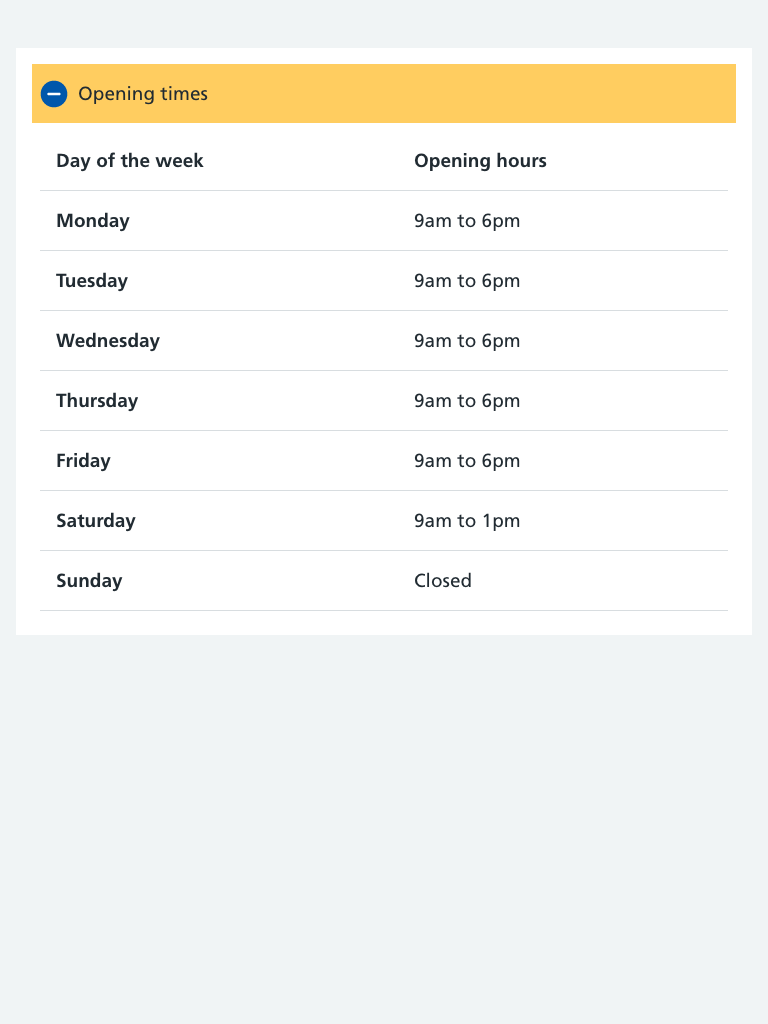 Opening times
Day of the week Opening hours
Monday 9am to 6pm
Tuesday 9am to 6pm
Wednesday 9am to 6pm
Thursday 9am to 6pm
Friday 9am to 6pm
Saturday 9am to 1pm
Sunday Closed